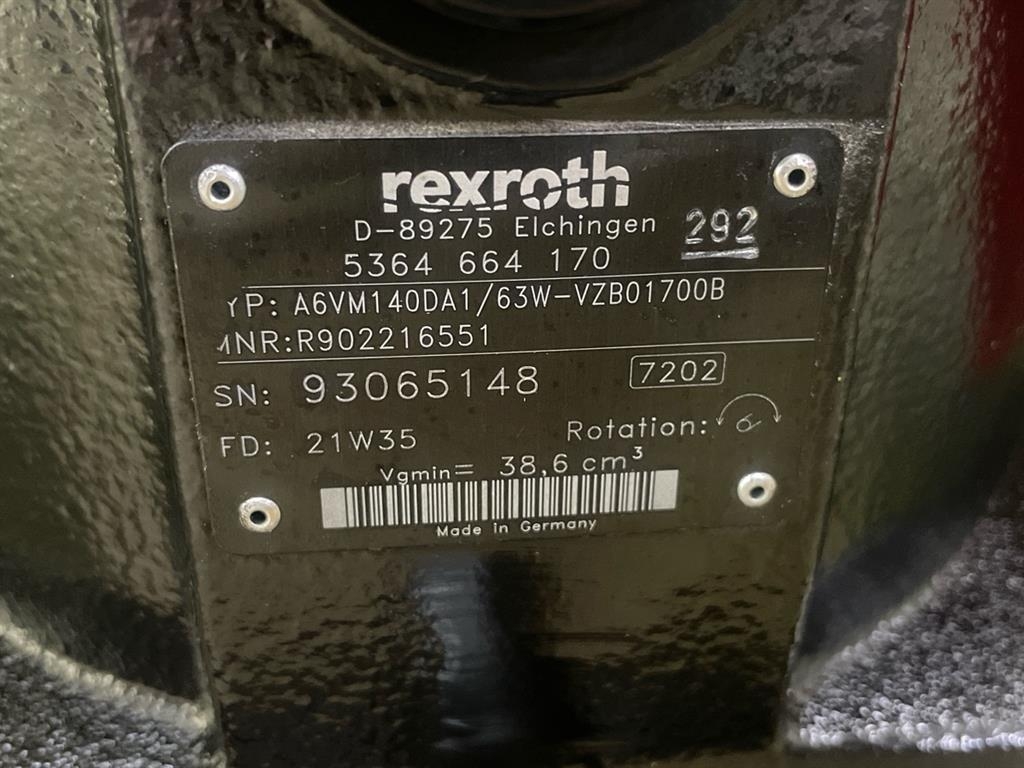 rexroth
D-89275 Elchingen
292
5364 664 170
YP: A6VM140DA1/63W-VZB01700B
MNR:R902216551
SN: 93065148
7202
FD: 21W35
Rotation:
Vgmin= 38,6 cm³
Made in Germany